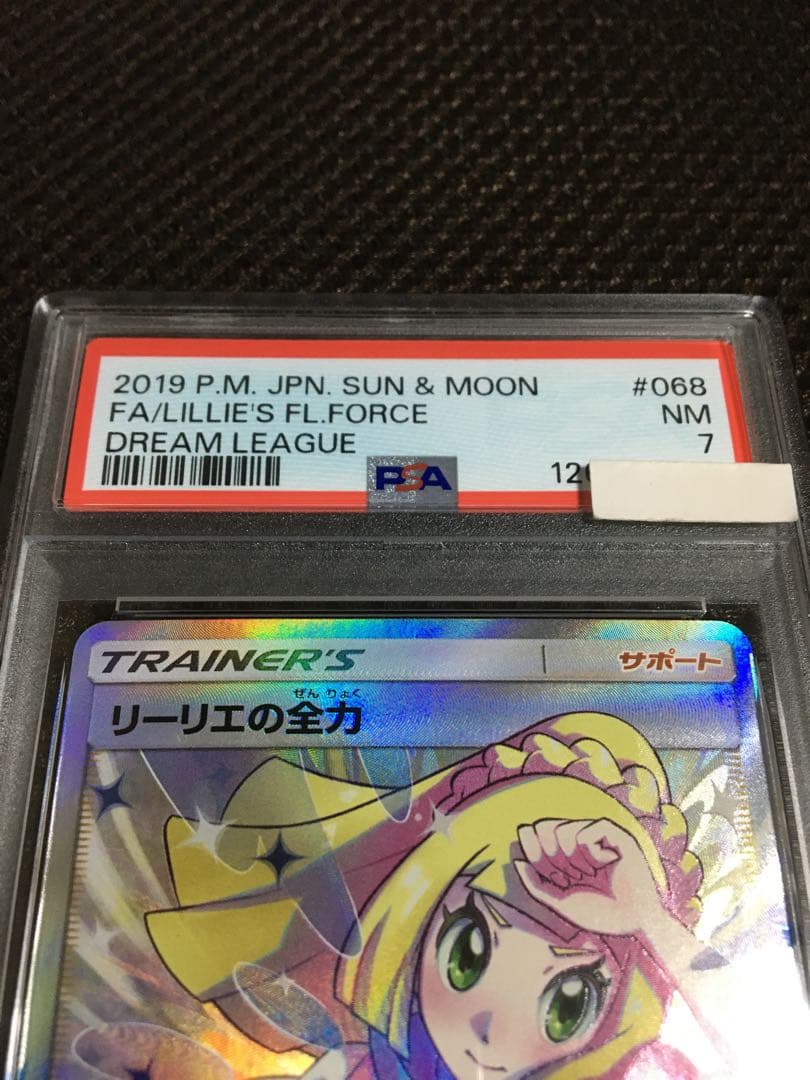 2019 P.M. JPN. SUN & MOON #068
FA/LILLIE'S FL.FORCE NM
DREAM LEAGUE 7
PSA
TRAINER'S サポート
ぜんりょく
リーリエの全力